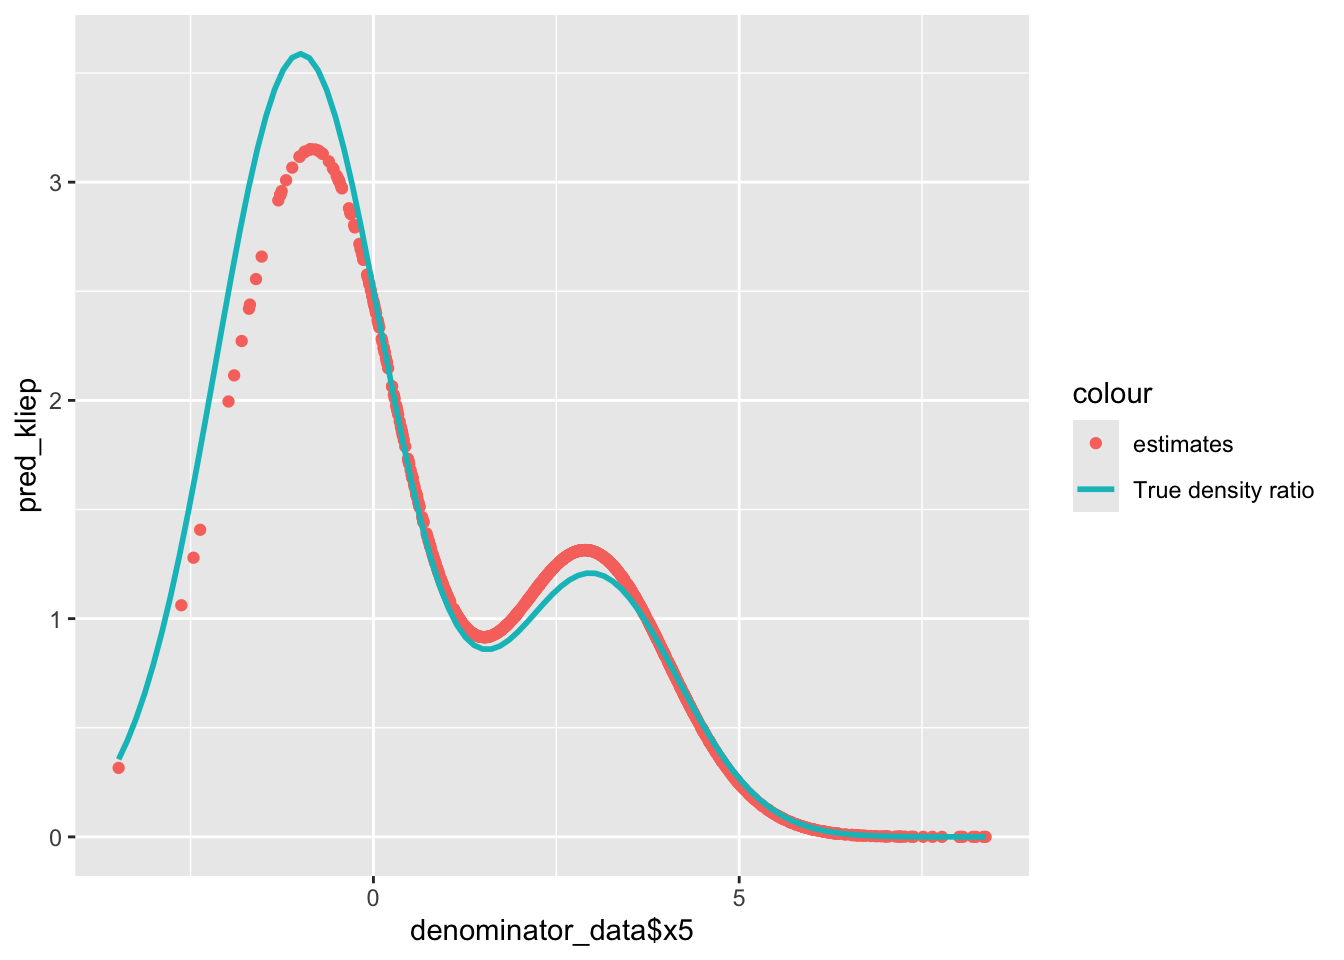 pred_kliep
3
2
1
0
0
5
denominator_data$x5
colour
estimates
True density ratio